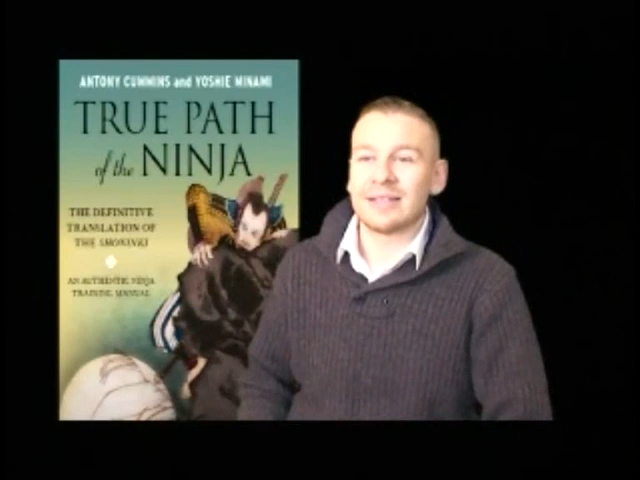 ANTONY CUMMINS and YOSHIE MINAMI
TRUE PATH
of the NINJA
THE DEFINITIVE
TRANSLATION OF
THE SHONINKI
AN AUTHENTIC NINJA
TRAINING MANUAL